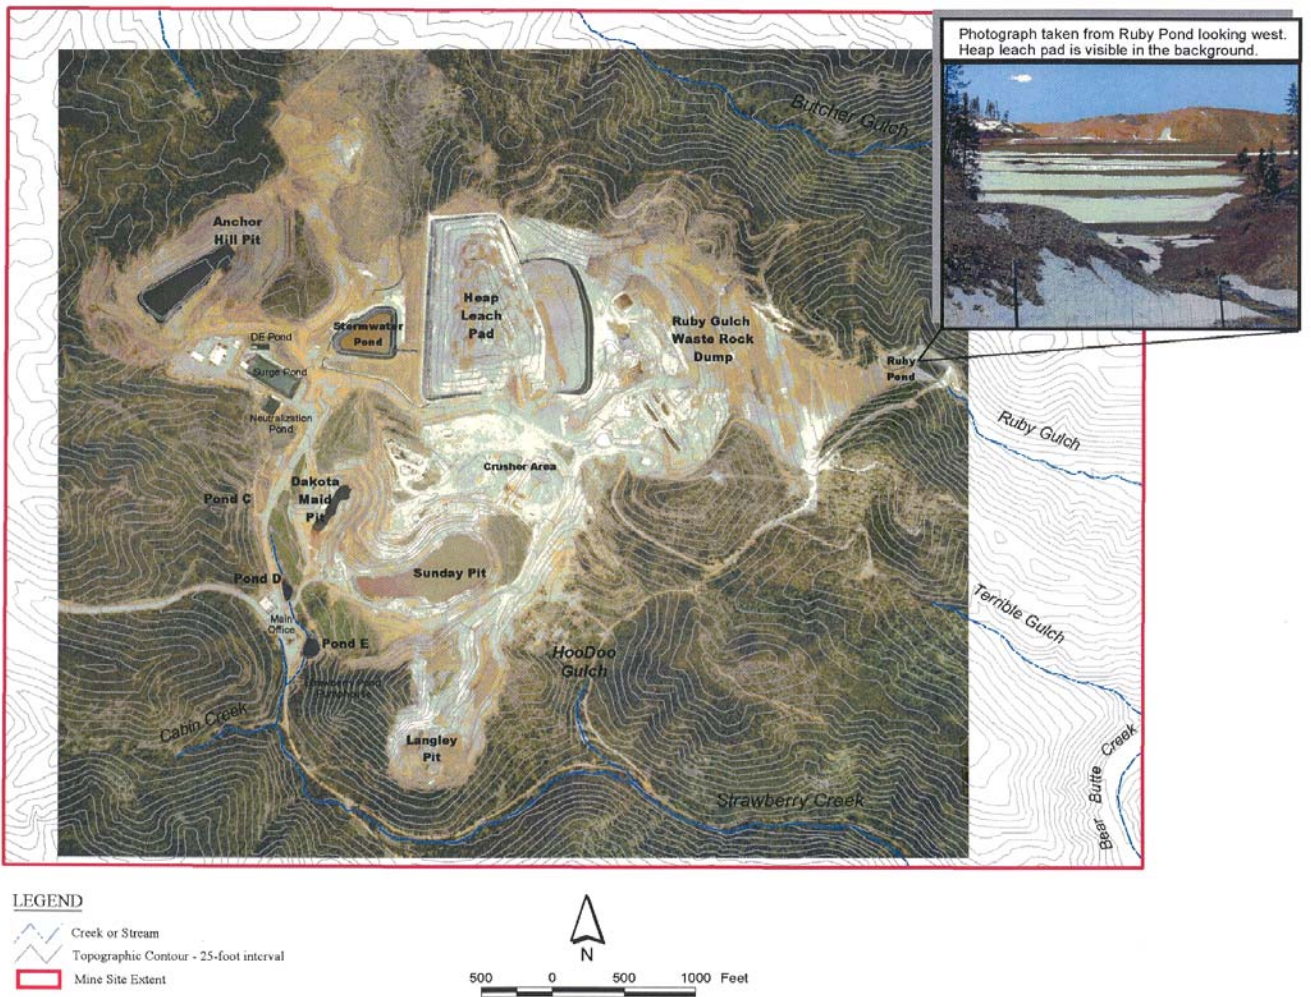 Photograph taken from Ruby Pond looking west.
Heap leach pad is visible in the background.
Butcher Gulch
Anchor
Hill Pit
Heap
Leach
Pad
Stormwater
Pond
Ruby Gulch
Waste Rock
Dump
DE Pond
Surge Pond
Ruby
Pond
Neutralization
Pond
Ruby Gulch
Crusher Area
Dakota
Maid
Pit
Pond C
Sunday Pit
Pond D
Main
Office
Terrible Gulch
Pond E
HooDoo
Gulch
Cabin Creek
Langley
Pit
Bear Butte Creek
Strawberry Creek
LEGEND
Creek or Stream
Topographic Contour - 25-foot interval
Mine Site Extent
N
500 0 500 1000 Feet